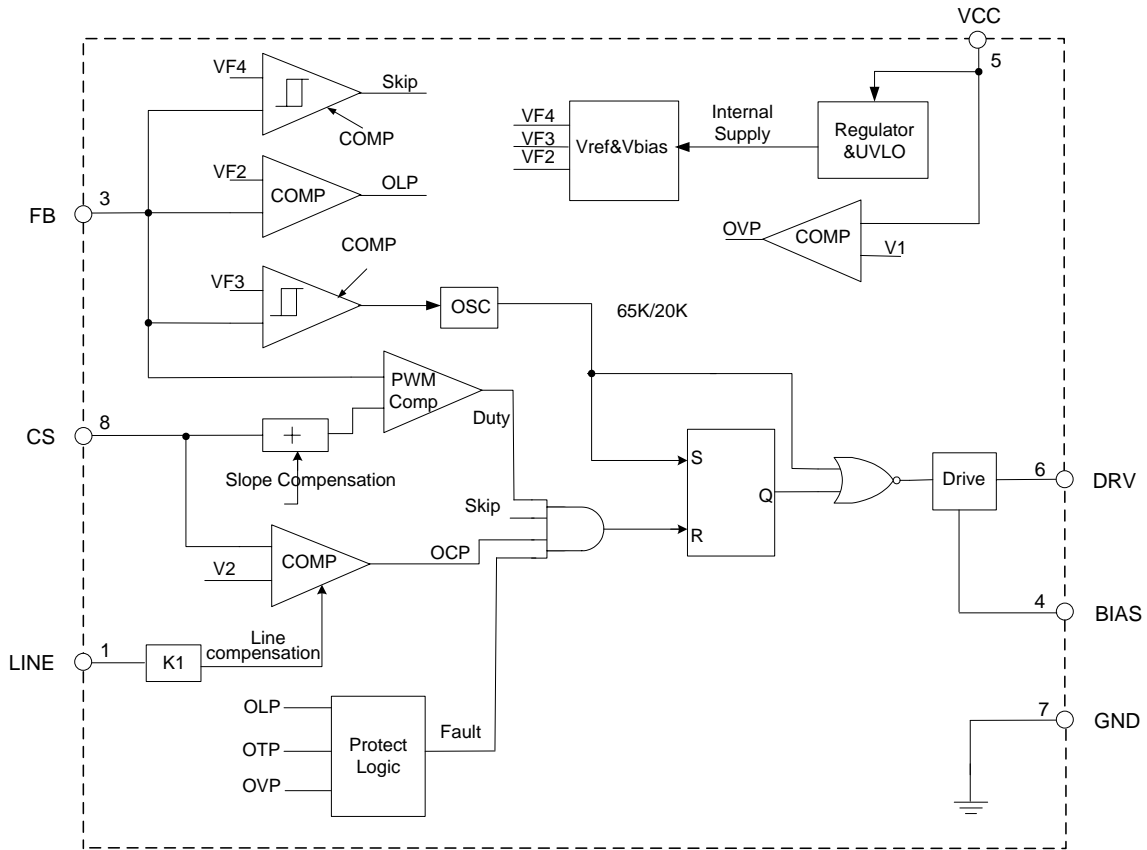 VCC
5
VF4
Skip
COMP
VF2
COMP
OLP
FB
3
COMP
VF3
OSC
65K/20K
VF4
VF3
VF2
Vref&Vbias
Internal
Supply
Regulator
&UVLO
OVP
COMP
V1
PWM
Comp
Duty
CS
8
+
Slope Compensation
Skip
S
R
Q
Drive
6
DRV
V2
COMP
OCP
4
BIAS
LINE
1
K1
Line
compensation
OLP
OTP
OVP
Protect
Logic
Fault
7
GND